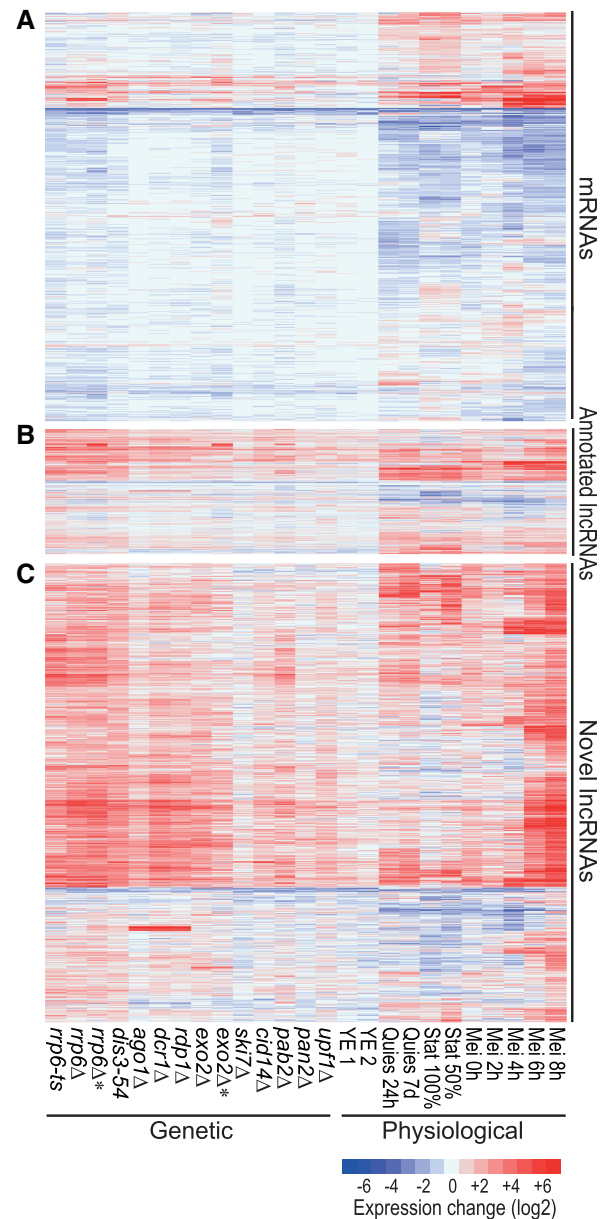 A
mRNAs
B
Annotated lncRNAs
C
Novel lncRNAs
rrp6-ts
rrp6Δ
rrp6Δ*
dis3-54
ago1Δ
dcr1Δ
rdp1Δ
exo2Δ
exo2Δ*
ski7Δ
cid14Δ
pab2Δ
pan2Δ
upf1Δ
YE 1
YE 2
Quies 24h
Quies 7d
Stat 100%
Stat 50%
Mei 0h
Mei 2h
Mei 4h
Mei 6h
Mei 8h
Genetic
Physiological
-6 -4 -2 0 +2 +4 +6
Expression change (log2)